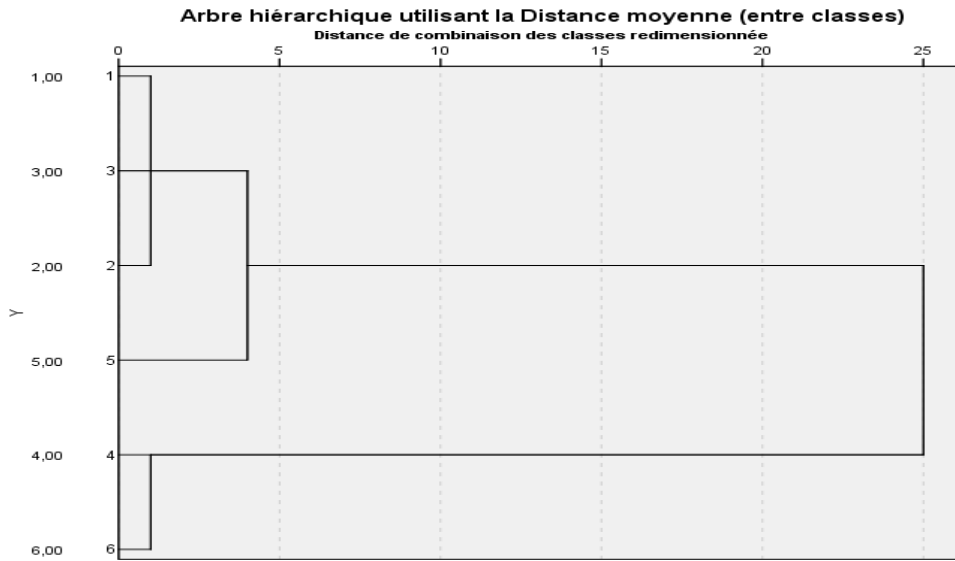 Arbre hiérarchique utilisant la Distance moyenne (entre classes)
Distance de combinaison des classes redimensionnée
0 5 10 15 20 25
1,00 1
3,00 3
2,00 2
Y
5,00 5
4,00 4
6,00 6